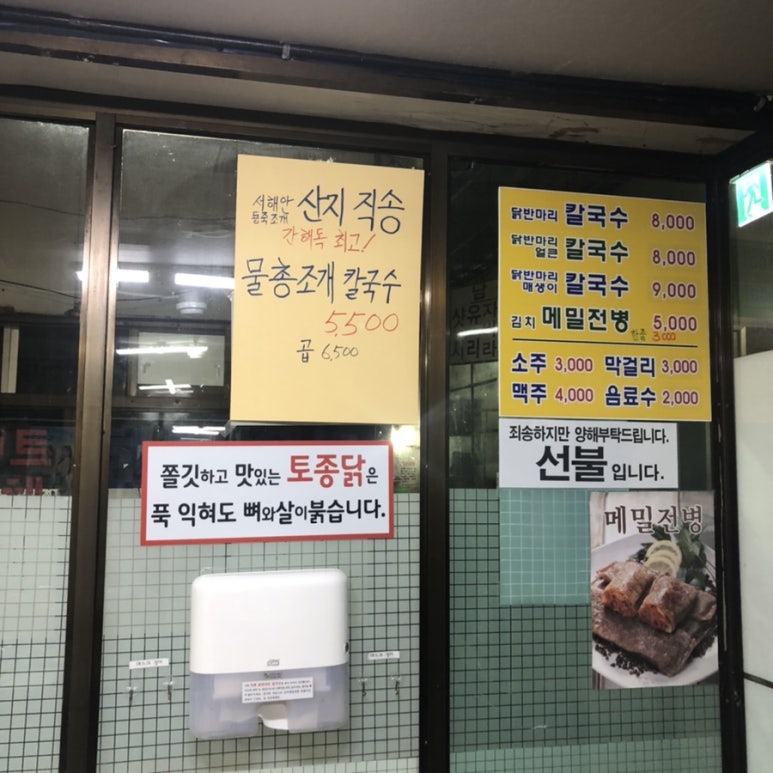 서해안 산지 직송
동죽조개
간해독 최고!
물총조개 칼국수
5,500
곱 6,500
닭반마리 칼국수 8,000
닭반마리 얼큰 칼국수 8,000
닭반마리 매생이 칼국수 9,000
김치 메밀전병 5,000
한줄 3,000
소주 3,000 막걸리 3,000
맥주 4,000 음료수 2,000
죄송하지만 양해부탁드립니다.
선불입니다.
쫄깃하고 맛있는 토종닭은
푹 익혀도 뼈와살이붉습니다.
메밀전병